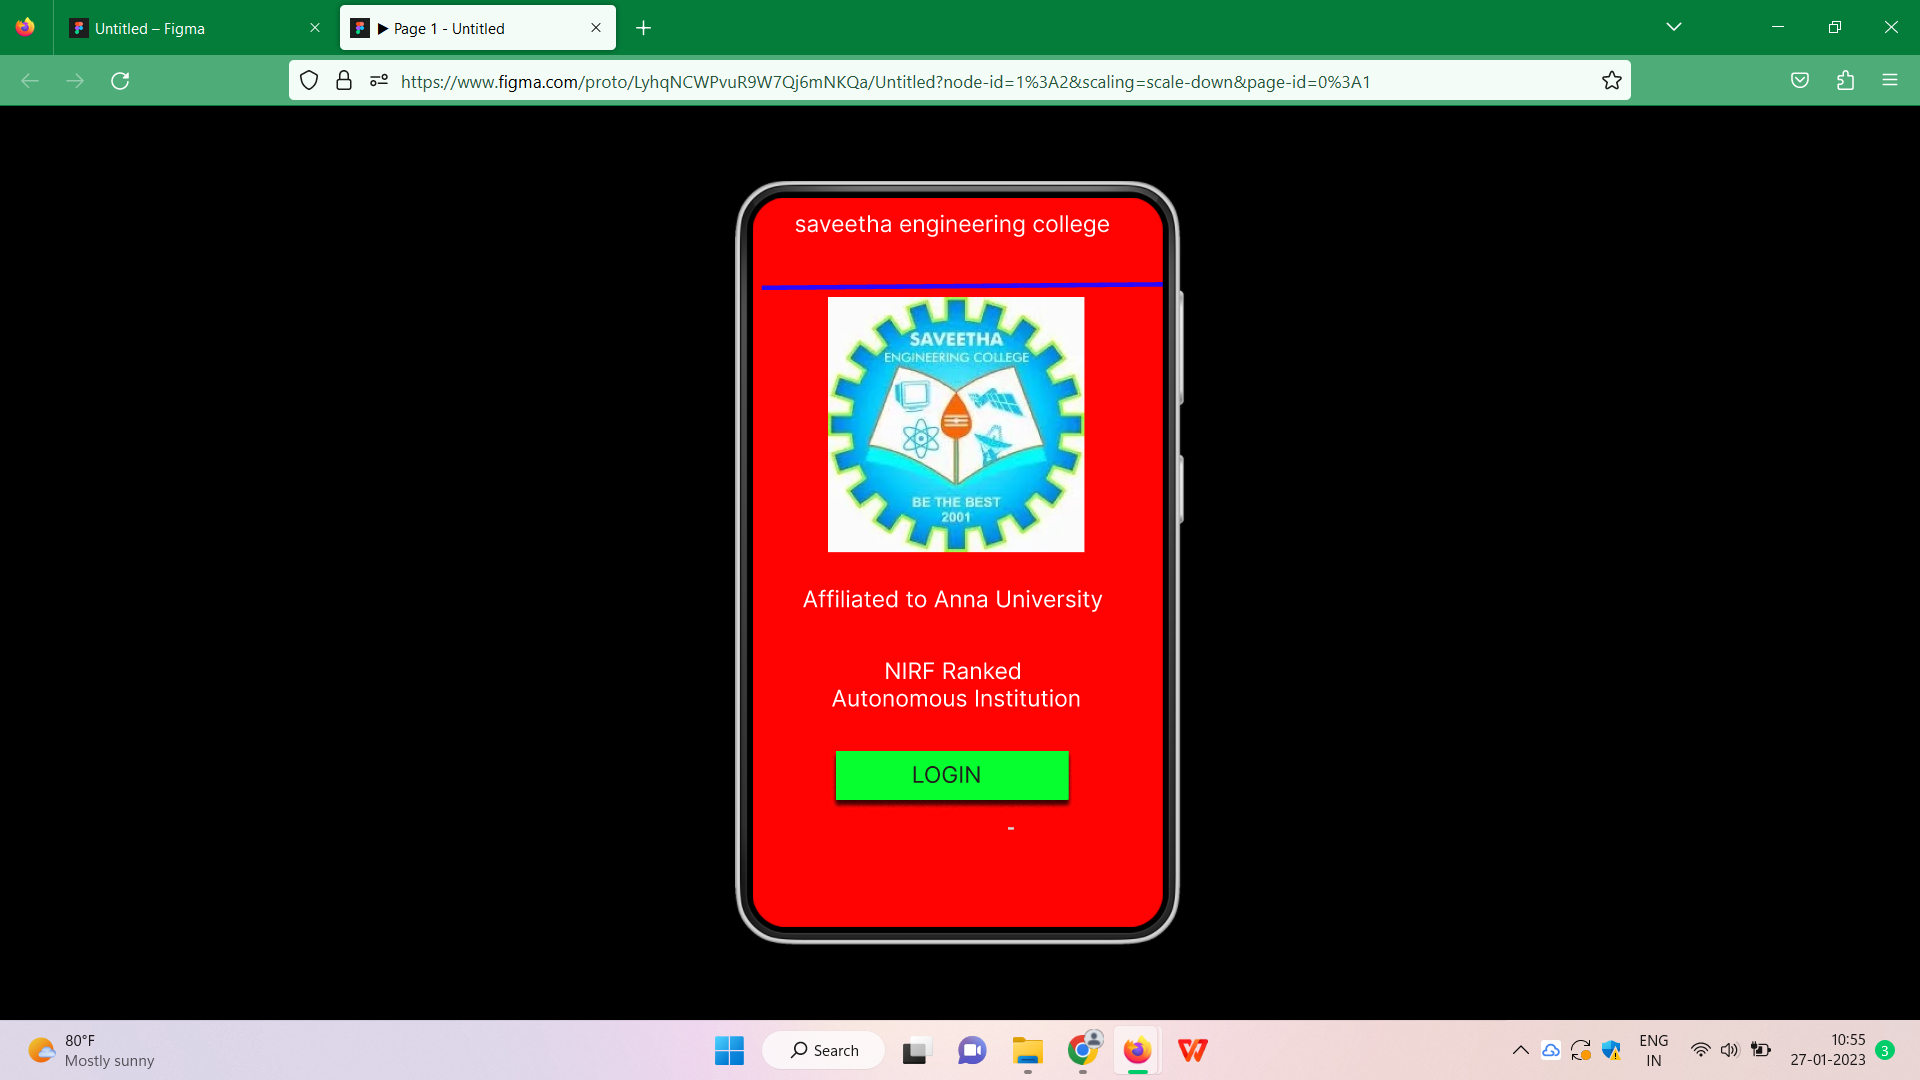 Untitled – Figma
Page 1 - Untitled
https://www.figma.com/proto/LyhqNCWPvuR9W7Qj6mNKQa/Untitled?node-id=1%3A2&scaling=scale-down&page-id=0%3A1
saveetha engineering college
SAVEETHA
ENGINEERING COLLEGE
BE THE BEST
2001
Affiliated to Anna University
NIRF Ranked
Autonomous Institution
LOGIN
-
80°F
Mostly sunny
Search
ENG
IN
10:55
27-01-2023
3